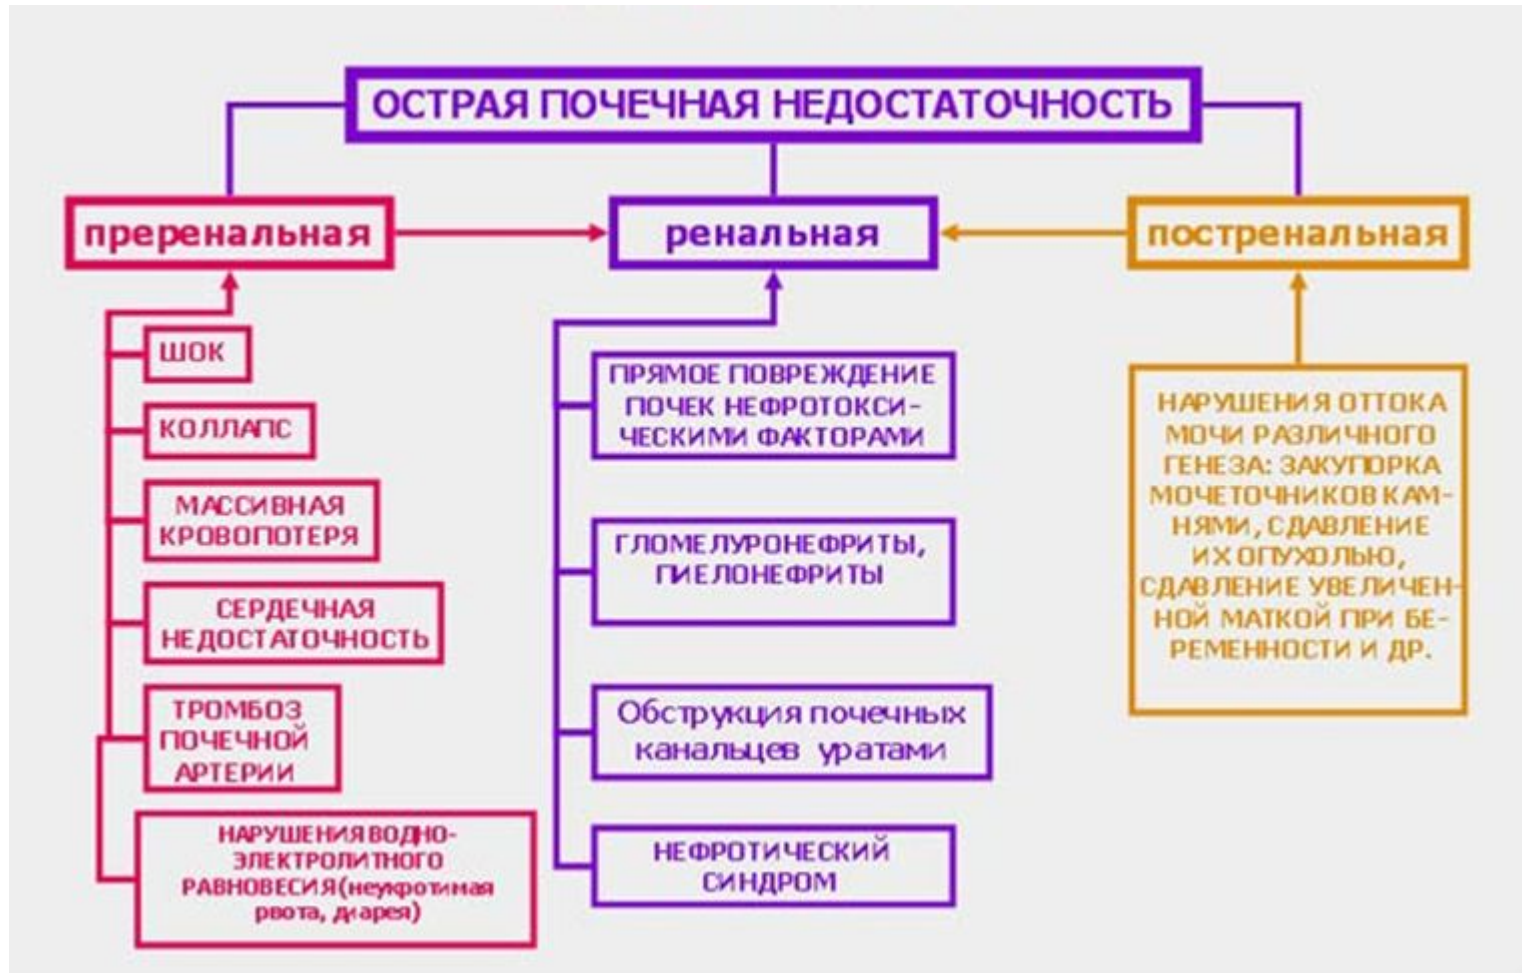 ОСТРАЯ ПОЧЕЧНАЯ НЕДОСТАТОЧНОСТЬ
преренальная
ренальная
постренальная
ШОК
КОЛЛАПС
МАССИВНАЯ
КРОВОПОТЕРЯ
СЕРДЕЧНАЯ
НЕДОСТАТОЧНОСТЬ
ТРОМБОЗ
ПОЧЕЧНОЙ
АРТЕРИИ
НАРУШЕНИЯ ВОДНО-
ЭЛЕКТРОЛИТНОГО
РАВНОВЕСИЯ(неукротимая
рвота, диарея)
ПРЯМОЕ ПОВРЕЖДЕНИЕ
ПОЧЕК НЕФРОТОКСИ-
ЧЕСКИМИ ФАКТОРАМИ
ГЛОМЕЛУРОНЕФРИТЫ,
ПИЕЛОНЕФРИТЫ
Обструкция почечных
канальцев уратами
НЕФРОТИЧЕСКИЙ
СИНДРОМ
НАРУШЕНИЯ ОТТОКА
МОЧИ РАЗЛИЧНОГО
ГЕНЕЗА: ЗАКУПОРКА
МОЧЕТОЧНИКОВ КАМ-
НЯМИ, СДАВЛЕНИЕ
ИХ ОПУХОЛЬЮ,
СДАВЛЕНИЕ УВЕЛИЧЕН-
НОЙ МАТКОЙ ПРИ БЕ-
РЕМЕННОСТИ И ДР.